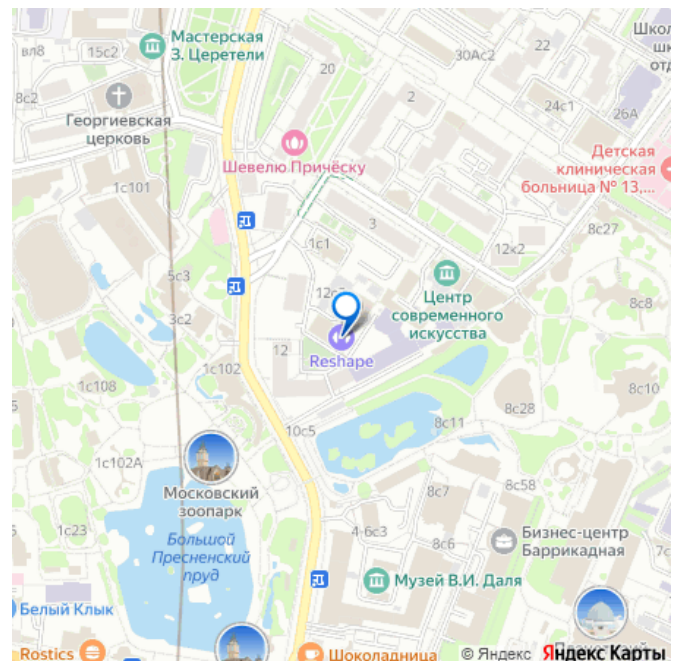 Мастерская
З. Церетели
вл8
15с2
20
30Ас2
22
Школ
шк
отд
2
8с2
Георгиевская
церковь
24с1
26А
Шевелю Причёску
Детская
клиническая
больница № 13,...
1с101
3
1с1
12к2
8с27
5с3
Центр
современного
искусства
8с8
3с2
Reshape
12
1с102
1с108
8с10
8с28
10с5
8с11
1с102А
Московский
зоопарк
8с7
8с58
1с23
Большой
Пресненский
пруд
4-6с3
8с6
Бизнес-центр
Баррикадная
7с
Музей В.И. Даля
Белый Клык
Rostics
Шоколадница
© Яндекс
Яндекс Карты